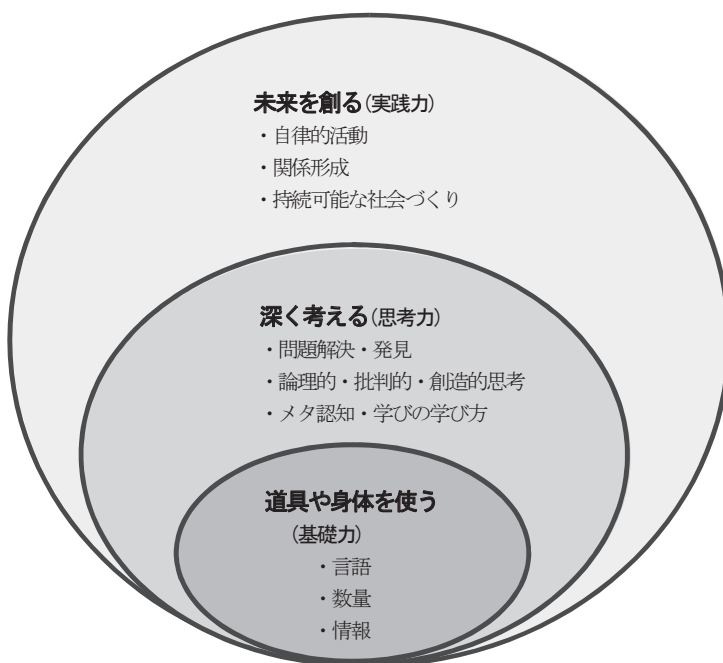 未来を創る(実践力)
・自律的活動
・関係形成
・持続可能な社会づくり
深く考える(思考力)
・問題解決・発見
・論理的・批判的・創造的思考
・メタ認知・学びの学び方
道具や身体を使う
(基礎力)
・言語
・数量
・情報